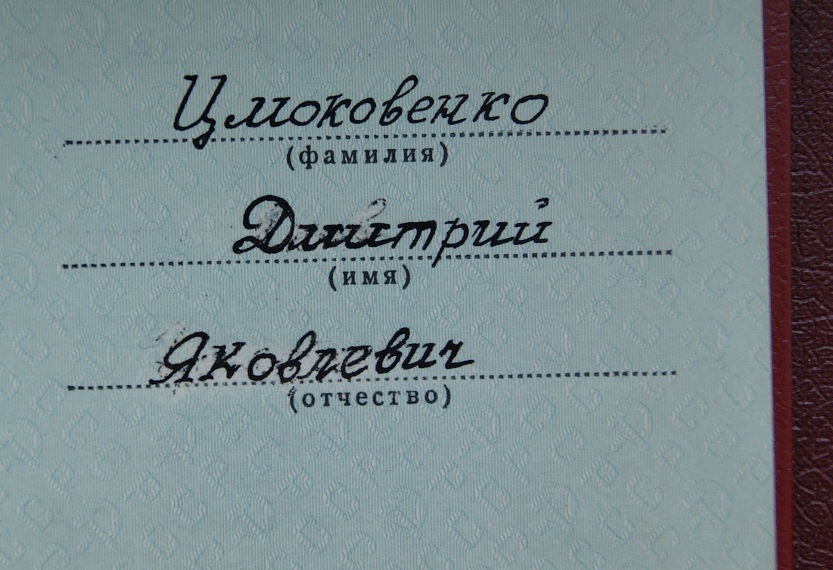 Цмоковенко
(фамилия)
Дмитрий
(имя)
Яковлевич
(отчество)